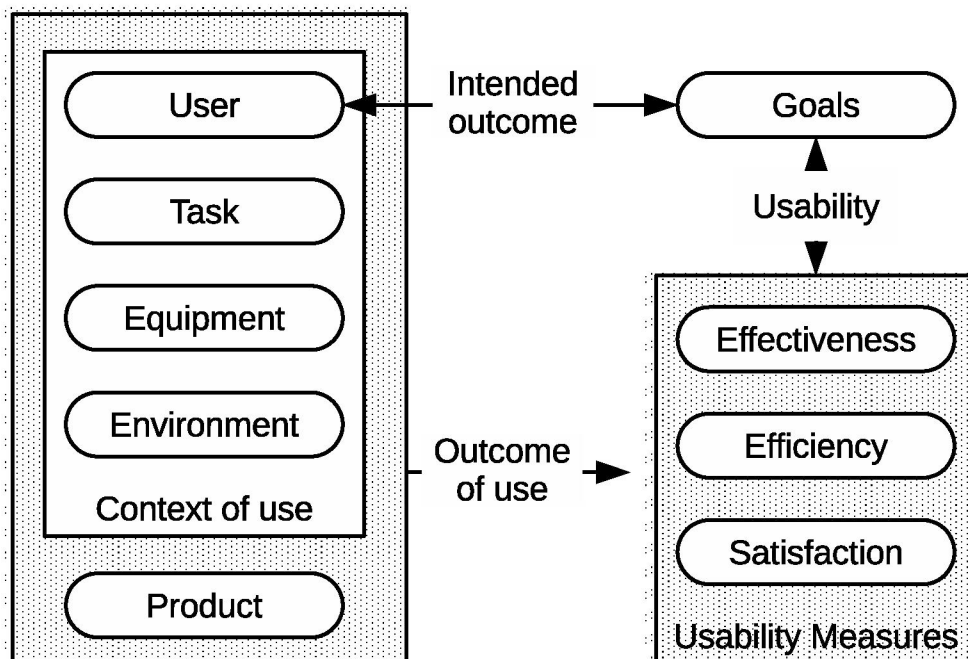 User
Task
Equipment
Environment
Context of use
Product
Intended
outcome
Outcome
of use
Goals
Usability
Effectiveness
Efficiency
Satisfaction
Usability Measures